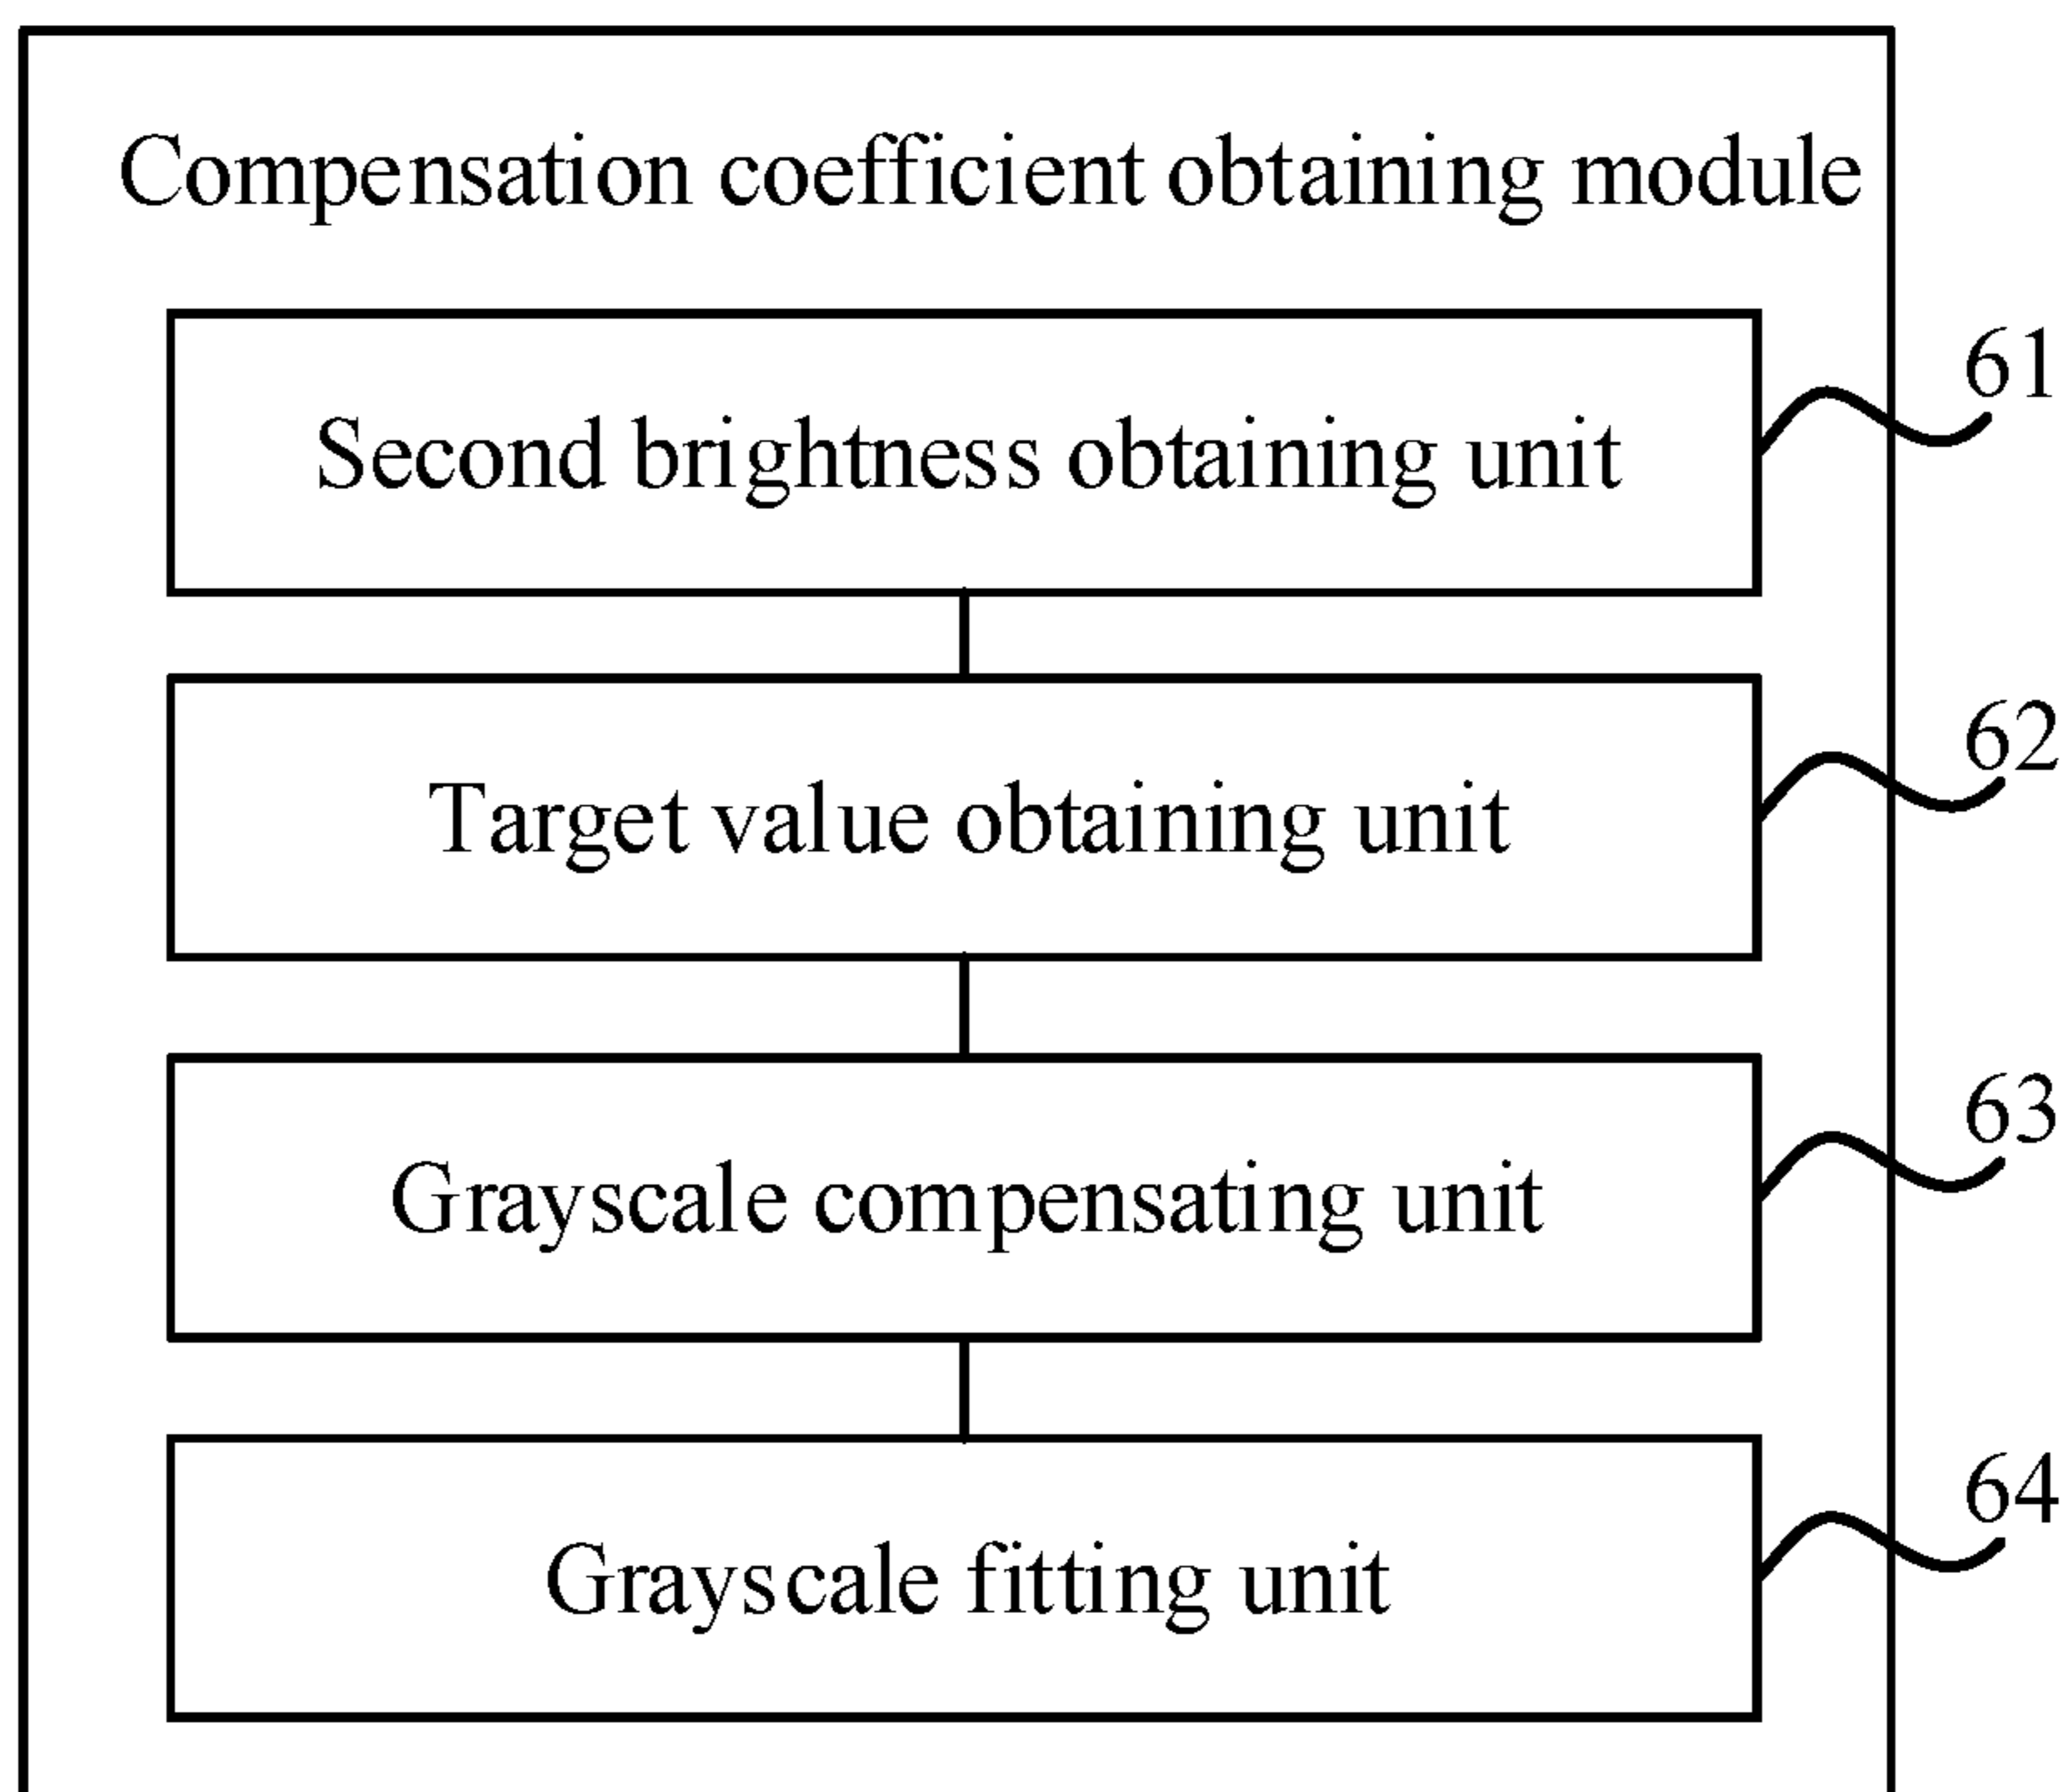 Compensation coefficient obtaining module
Second brightness obtaining unit
61
Target value obtaining unit
62
Grayscale compensating unit
63
Grayscale fitting unit
64